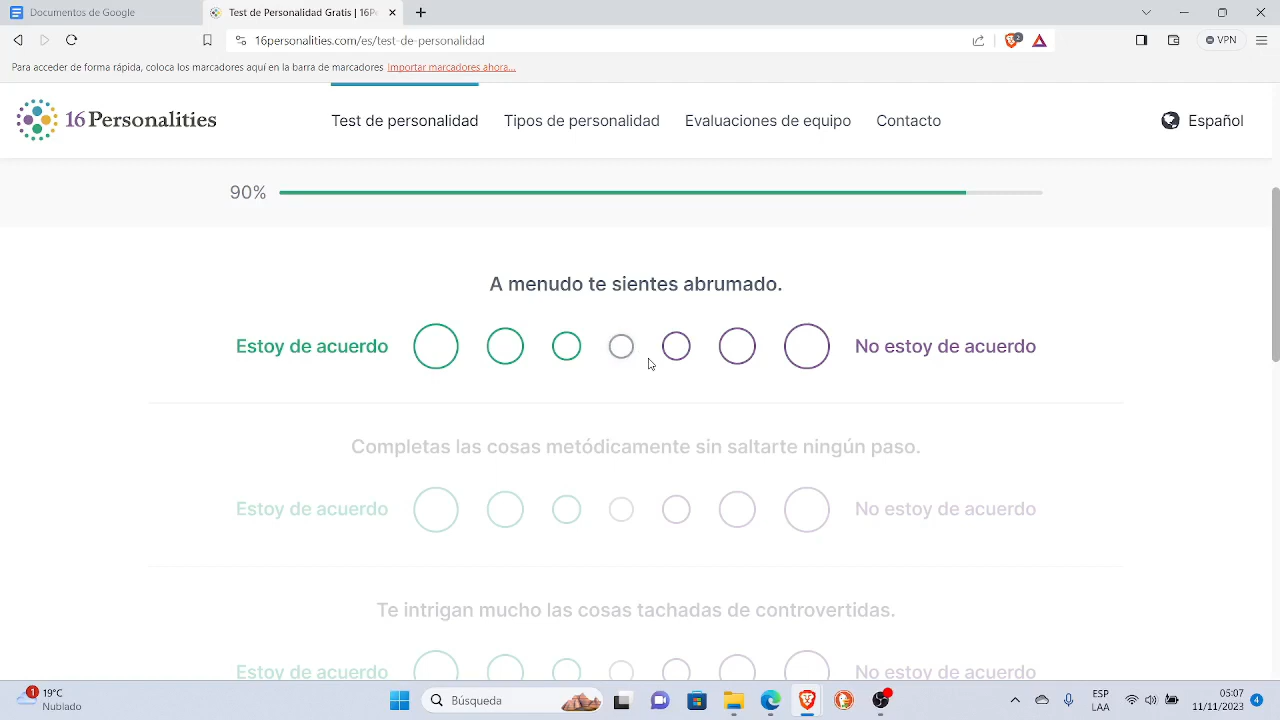 Documentos de Google
Test de Personalidad Gratis | 16P
16personalities.com/es/test-de-personalidad
2
VPN
Para acceder de forma rápida, coloca los marcadores aquí en la barra de marcadores Importar marcadores ahora...
16Personalities
Test de personalidad
Tipos de personalidad
Evaluaciones de equipo
Contacto
Español
90%
A menudo te sientes abrumado.
Estoy de acuerdo
No estoy de acuerdo
Completas las cosas metódicamente sin saltarte ningún paso.
Estoy de acuerdo
No estoy de acuerdo
Te intrigan mucho las cosas tachadas de controvertidas.
Estoy de acuerdo
No estoy de acuerdo
1
19°C
Nublado
Búsqueda
ESP
LAA
05:07
11/11/2023
4